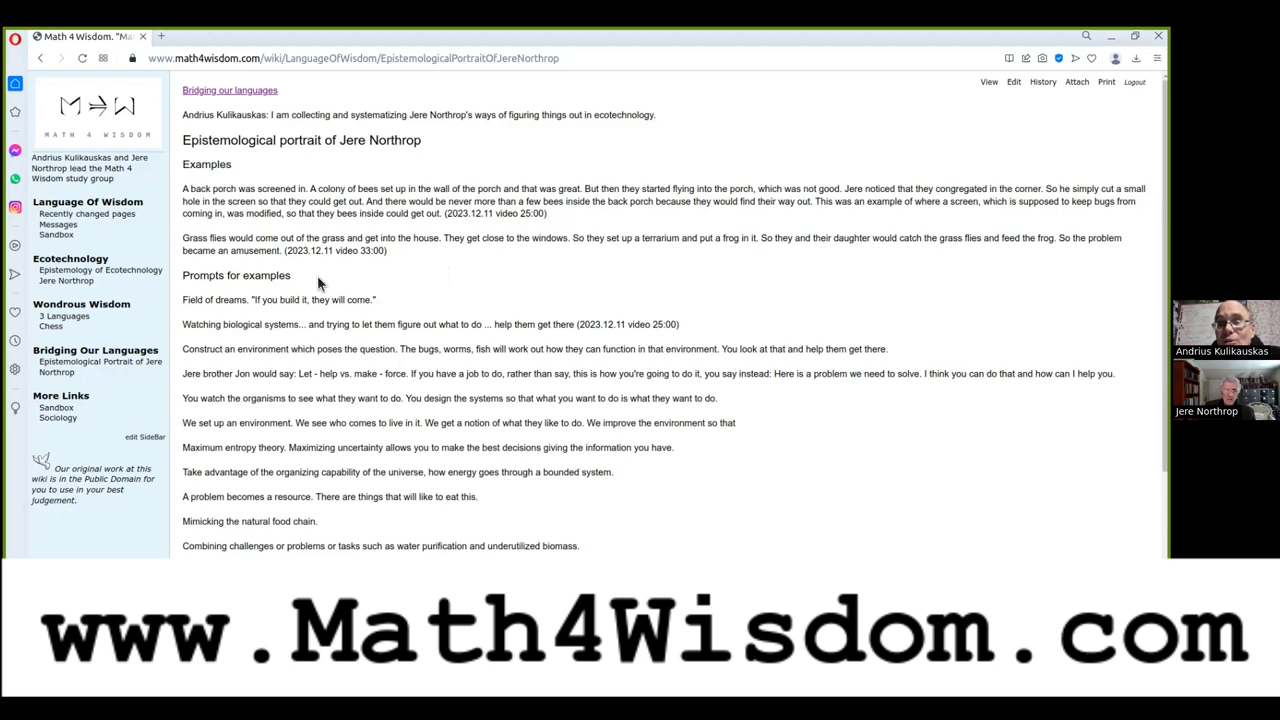 Math 4 Wisdom. "Ma
www.math4wisdom.com/wiki/LanguageOfWisdom/EpistemologicalPortraitOfJereNorthrop
View Edit History Attach Print Logout
M W
MATH 4 WISDOM
Andrius Kulikauskas and Jere
Northrop lead the Math 4
Wisdom study group
Language Of Wisdom
Recently changed pages
Messages
Sandbox
Ecotechnology
Epistemology of Ecotechnology
Jere Northrop
Wondrous Wisdom
3 Languages
Chess
Bridging Our Languages
Epistemological Portrait of Jere
Northrop
More Links
Sandbox
Sociology
edit SideBar
Our original work at this
wiki is in the Public Domain for
you to use in your best
judgement.
Bridging our languages
Andrius Kulikauskas: I am collecting and systematizing Jere Northrop's ways of figuring things out in ecotechnology.
Epistemological portrait of Jere Northrop
Examples
A back porch was screened in. A colony of bees set up in the wall of the porch and that was great. But then they started flying into the porch, which was not good. Jere noticed that they congregated in the corner. So he simply cut a small
hole in the screen so that they could get out. And there would be never more than a few bees inside the back porch because they would find their way out. This was an example of where a screen, which is supposed to keep bugs from
coming in, was modified, so that they bees inside could get out. (2023.12.11 video 25:00)
Grass flies would come out of the grass and get into the house. They get close to the windows. So they set up a terrarium and put a frog in it. So they and their daughter would catch the grass flies and feed the frog. So the problem
became an amusement. (2023.12.11 video 33:00)
Prompts for examples
Field of dreams. "If you build it, they will come."
Watching biological systems... and trying to let them figure out what to do ... help them get there (2023.12.11 video 25:00)
Construct an environment which poses the question. The bugs, worms, fish will work out how they can function in that environment. You look at that and help them get there.
Jere brother Jon would say: Let - help vs. make - force. If you have a job to do, rather than say, this is how you're going to do it, you say instead: Here is a problem we need to solve. I think you can do that and how can I help you.
You watch the organisms to see what they want to do. You design the systems so that what you want to do is what they want to do.
We set up an environment. We see who comes to live in it. We get a notion of what they like to do. We improve the environment so that
Maximum entropy theory. Maximizing uncertainty allows you to make the best decisions giving the information you have.
Take advantage of the organizing capability of the universe, how energy goes through a bounded system.
A problem becomes a resource. There are things that will like to eat this.
Mimicking the natural food chain.
Combining challenges or problems or tasks such as water purification and underutilized biomass.
Andrius Kulikauskas
Jere Northrop
www.Math4Wisdom.com